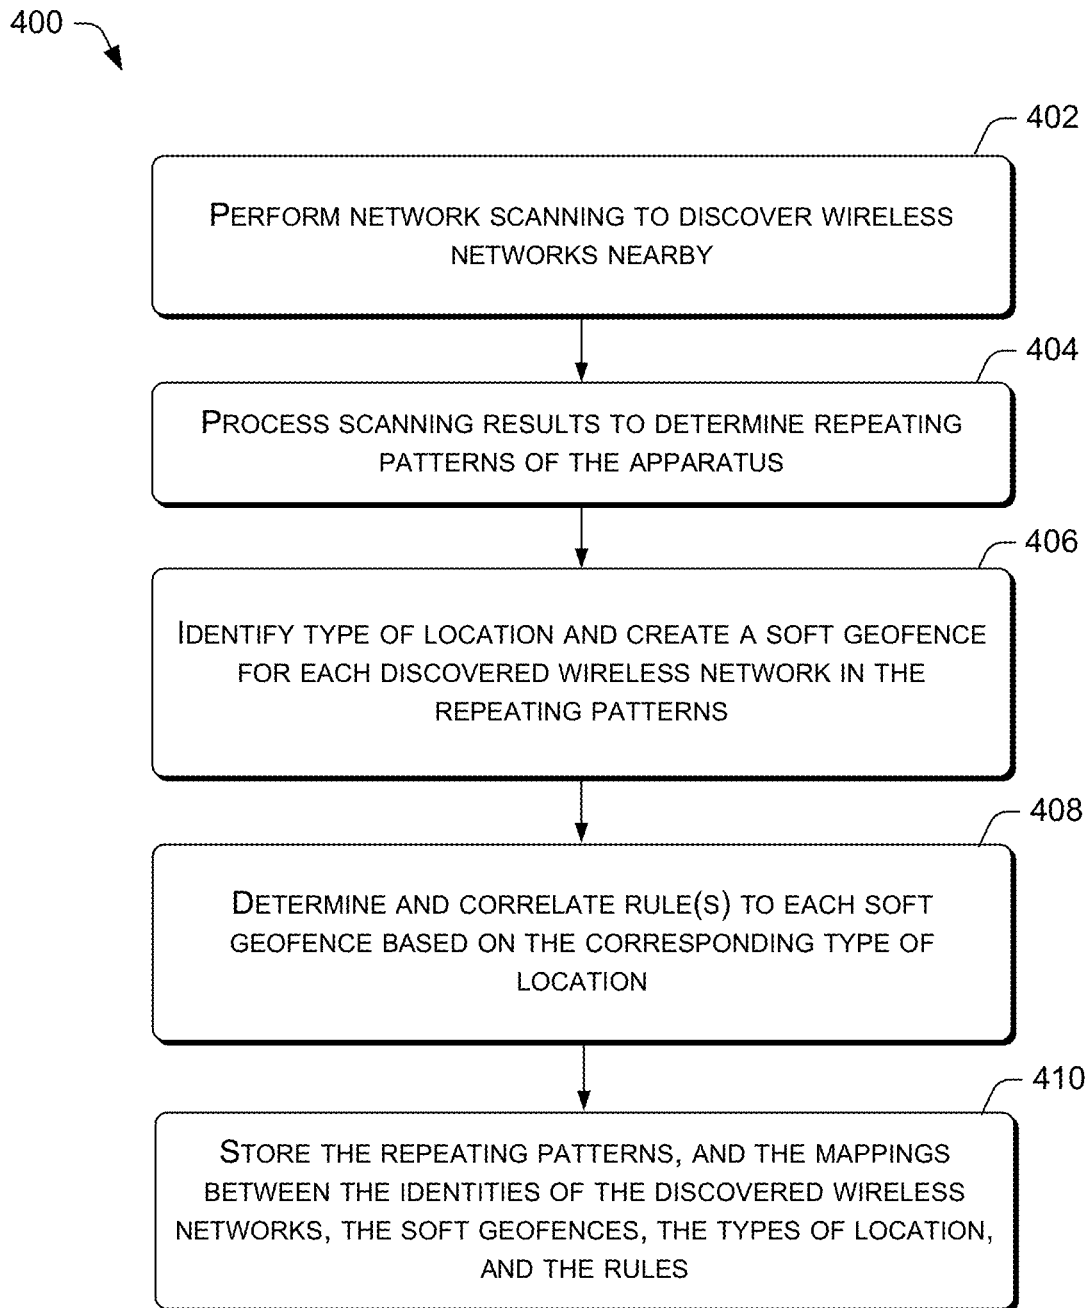 400
402
PERFORM NETWORK SCANNING TO DISCOVER WIRELESS
NETWORKS NEARBY
404
PROCESS SCANNING RESULTS TO DETERMINE REPEATING
PATTERNS OF THE APPARATUS
406
IDENTIFY TYPE OF LOCATION AND CREATE A SOFT GEOFENCE
FOR EACH DISCOVERED WIRELESS NETWORK IN THE
REPEATING PATTERNS
408
DETERMINE AND CORRELATE RULE(S) TO EACH SOFT
GEOFENCE BASED ON THE CORRESPONDING TYPE OF
LOCATION
410
STORE THE REPEATING PATTERNS, AND THE MAPPINGS
BETWEEN THE IDENTITIES OF THE DISCOVERED WIRELESS
NETWORKS, THE SOFT GEOFENCES, THE TYPES OF LOCATION,
AND THE RULES